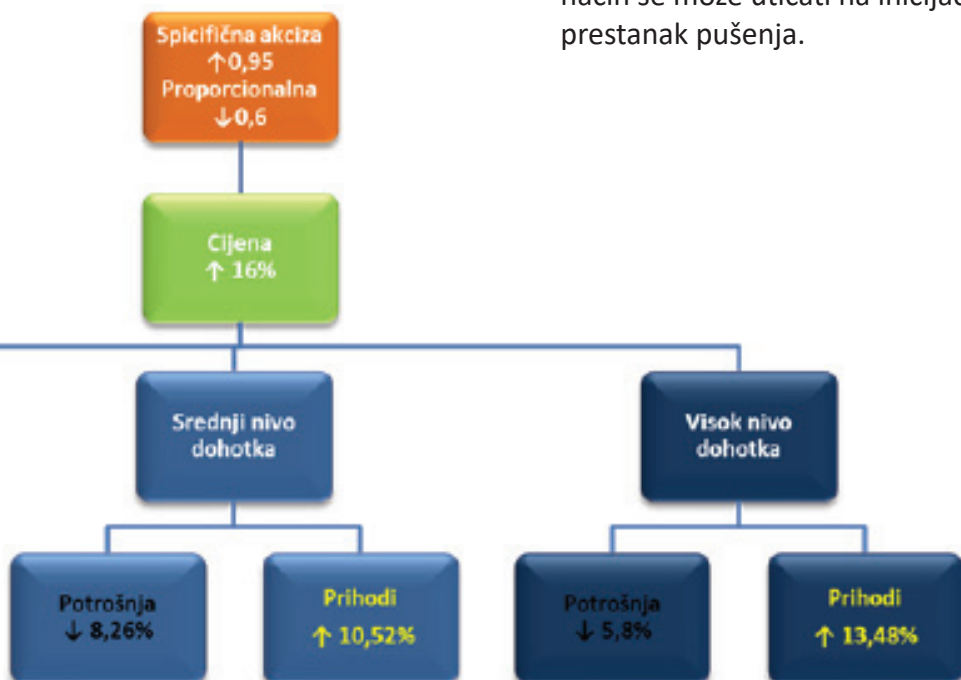 prestanak pušenja.
Spicifična akciza
↑0,95
Proporcionalna
↓0,6
Cijena
↑ 16%
Srednji nivo
dohotka
Visok nivo
dohotka
Potrošnja
↓ 8,26%
Prihodi
↑ 10,52%
Potrošnja
↓ 5,8%
Prihodi
↑ 13,48%